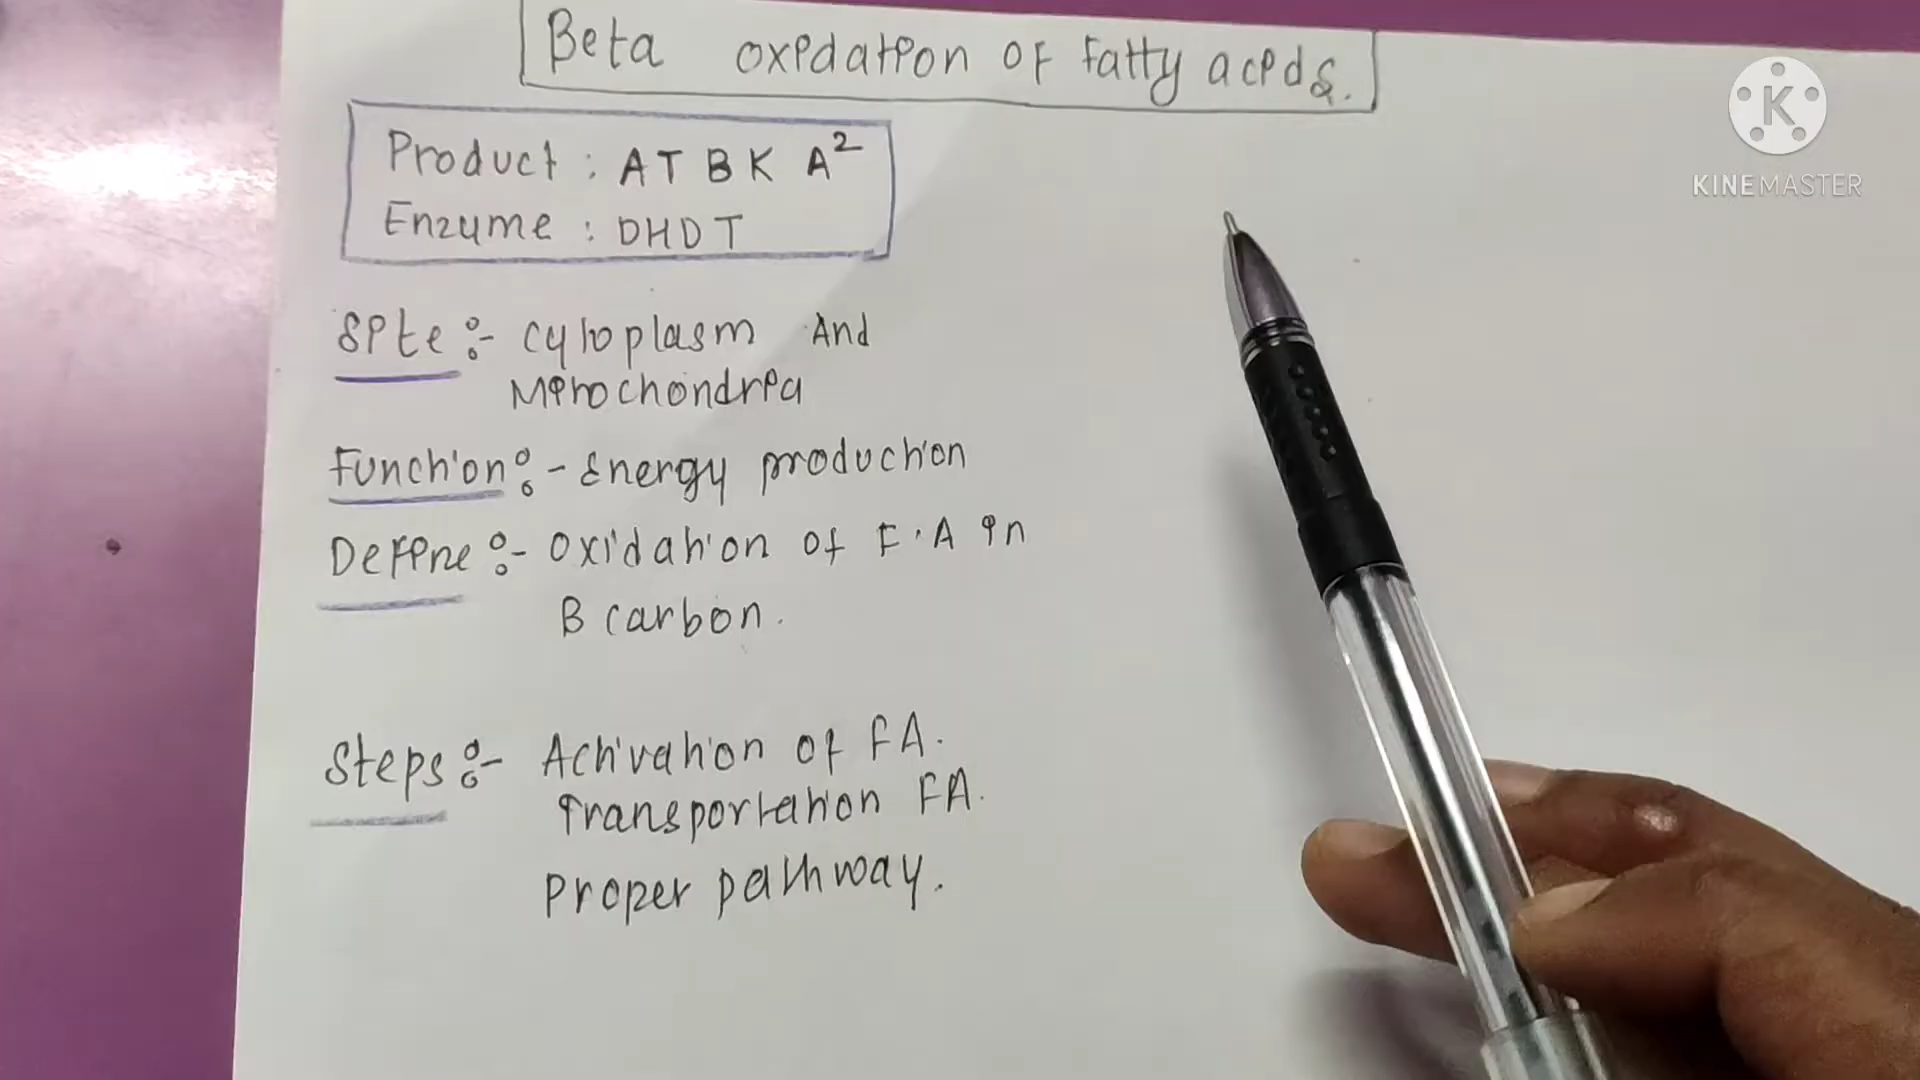 Beta oxidation of fatty acids.
Product : A T B K A²
Enzyme : DHDT
Site :- Cytoplasm And
Mitochondria
Function :- Energy production
Define :- Oxidation of F.A in
B carbon.
Steps :- Activation of FA.
Transportation FA.
Proper pathway.
K
KINEMASTER